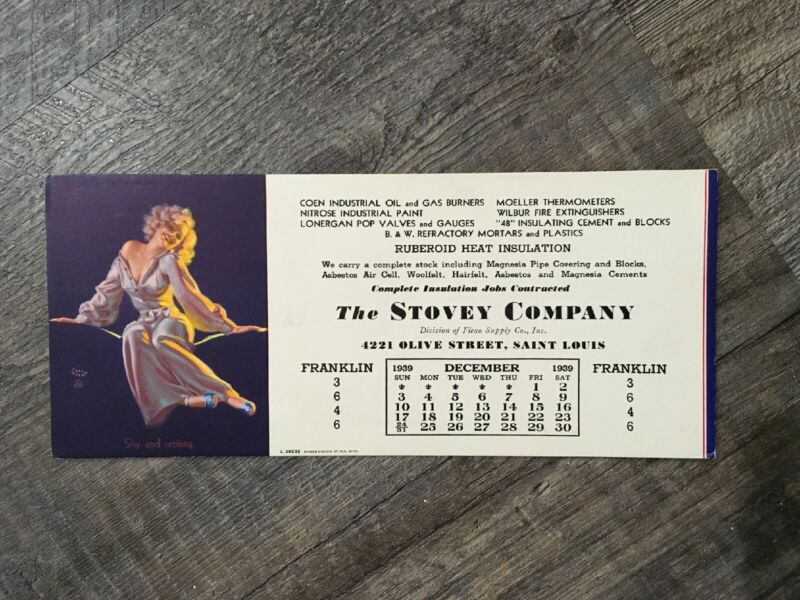 COEN INDUSTRIAL OIL and GAS BURNERS MOELLER THERMOMETERS
NITROSE INDUSTRIAL PAINT WILBUR FIRE EXTINGUISHERS
LONERGAN POP VALVES and GAUGES "48" INSULATING CEMENT and BLOCKS
B. & W. REFRACTORY MORTARS and PLASTICS
RUBEROID HEAT INSULATION
We carry a complete stock including Magnesia Pipe Covering and Blocks,
Asbestos Air Cell, Woolfelt, Hairfelt, Asbestos and Magnesia Cements
Complete Insulation Jobs Contracted
The STOVEY COMPANY
Division of Fieno Supply Co., Inc.
4221 OLIVE STREET, SAINT LOUIS
FRANKLIN
3
6
4
6
1939 DECEMBER 1939
SUN MON TUE WED THU FRI SAT
* * * * * 1 2
3 4 5 6 7 8 9
10 11 12 13 14 15 16
17 18 19 20 21 22 23
24/31 25 26 27 28 29 30
FRANKLIN
3
6
4
6
Shy and retiring